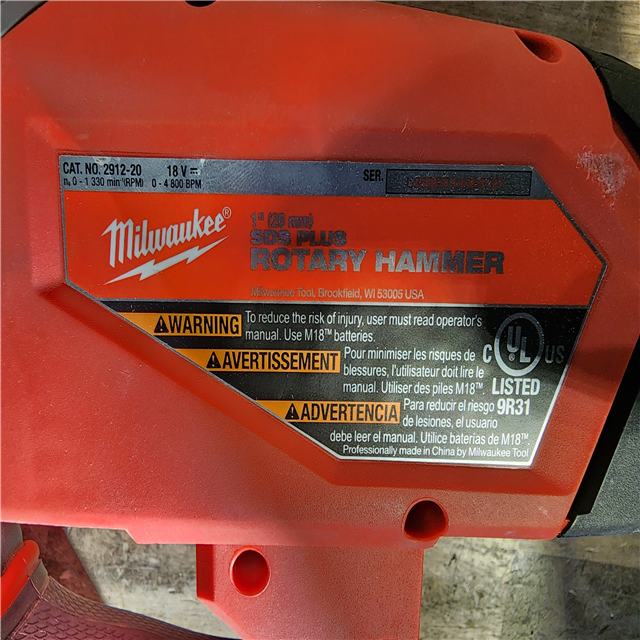 CAT. NO. 2912-20 18 V ⎓ SER.
n₀ 0 - 1 330 min⁻¹(RPM) 0 - 4 800 BPM
Milwaukee®
1" (26 mm)
SDS PLUS
ROTARY HAMMER
Milwaukee Tool, Brookfield, WI 53005 USA
WARNING To reduce the risk of injury, user must read operator's
manual. Use M18™ batteries.
AVERTISSEMENT Pour minimiser les risques de
blessures, l'utilisateur doit lire le
manual. Utiliser des piles M18™.
ADVERTENCIA Para reducir el riesgo
de lesiones, el usuario
debe leer el manual. Utilice baterías de M18™.
Professionally made in China by Milwaukee Tool
C UL US
LISTED
9R31